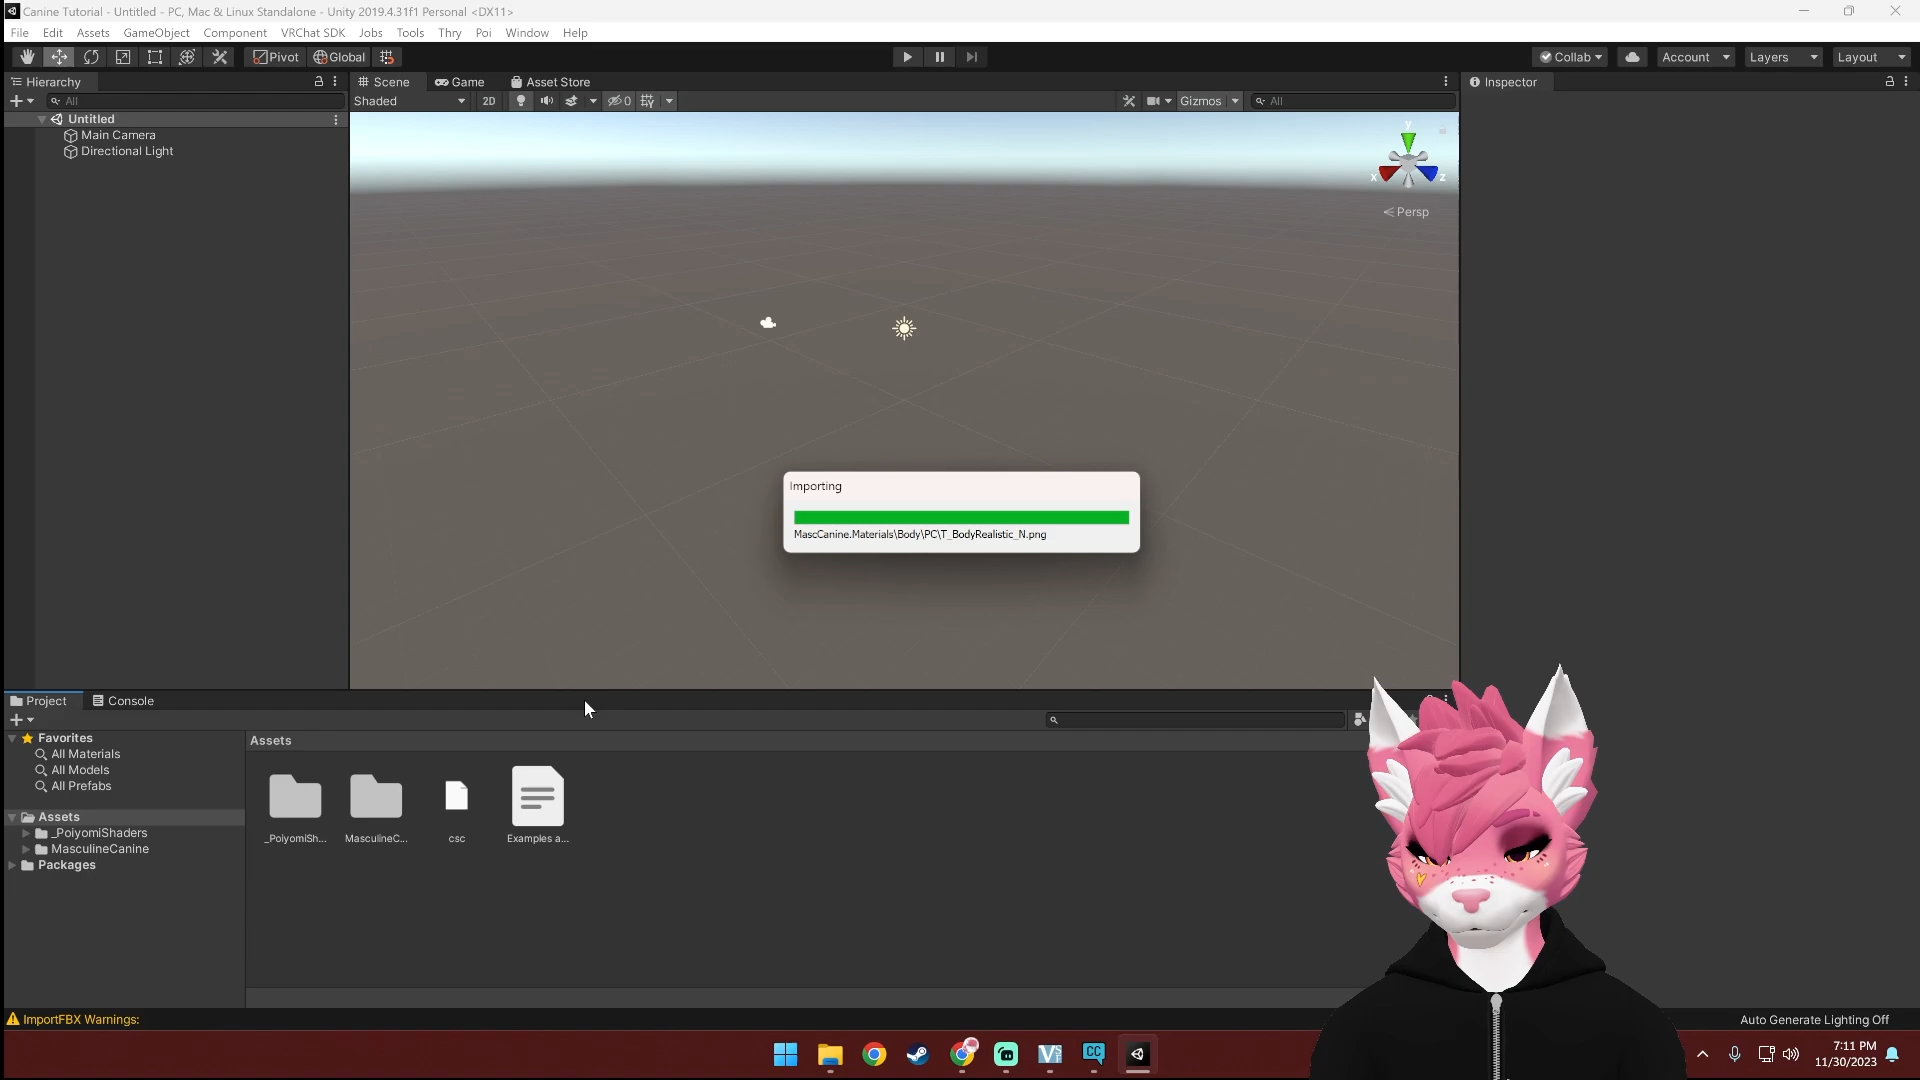 Canine Tutorial - Untitled - PC, Mac & Linux Standalone - Unity 2019.4.31f1 Personal <DX11>
File Edit Assets GameObject Component VRChat SDK Jobs Tools Thry Poi Window Help
Pivot Global Collab Account Layers Layout
Hierarchy Scene Game Asset Store Inspector
All Shaded 2D 0 Gizmos All
Untitled
Main Camera
Directional Light
y
x z
Persp
Importing
MascCanine.Materials\Body\PC\T_BodyRealistic_N.png
Project Console
Favorites
All Materials
All Models
All Prefabs
Assets
_PoiyomiShaders
MasculineCanine
Packages
Assets
_PoiyomiSh... MasculineC... csc Examples a...
ImportFBX Warnings:
Auto Generate Lighting Off
CC
7:11 PM
11/30/2023